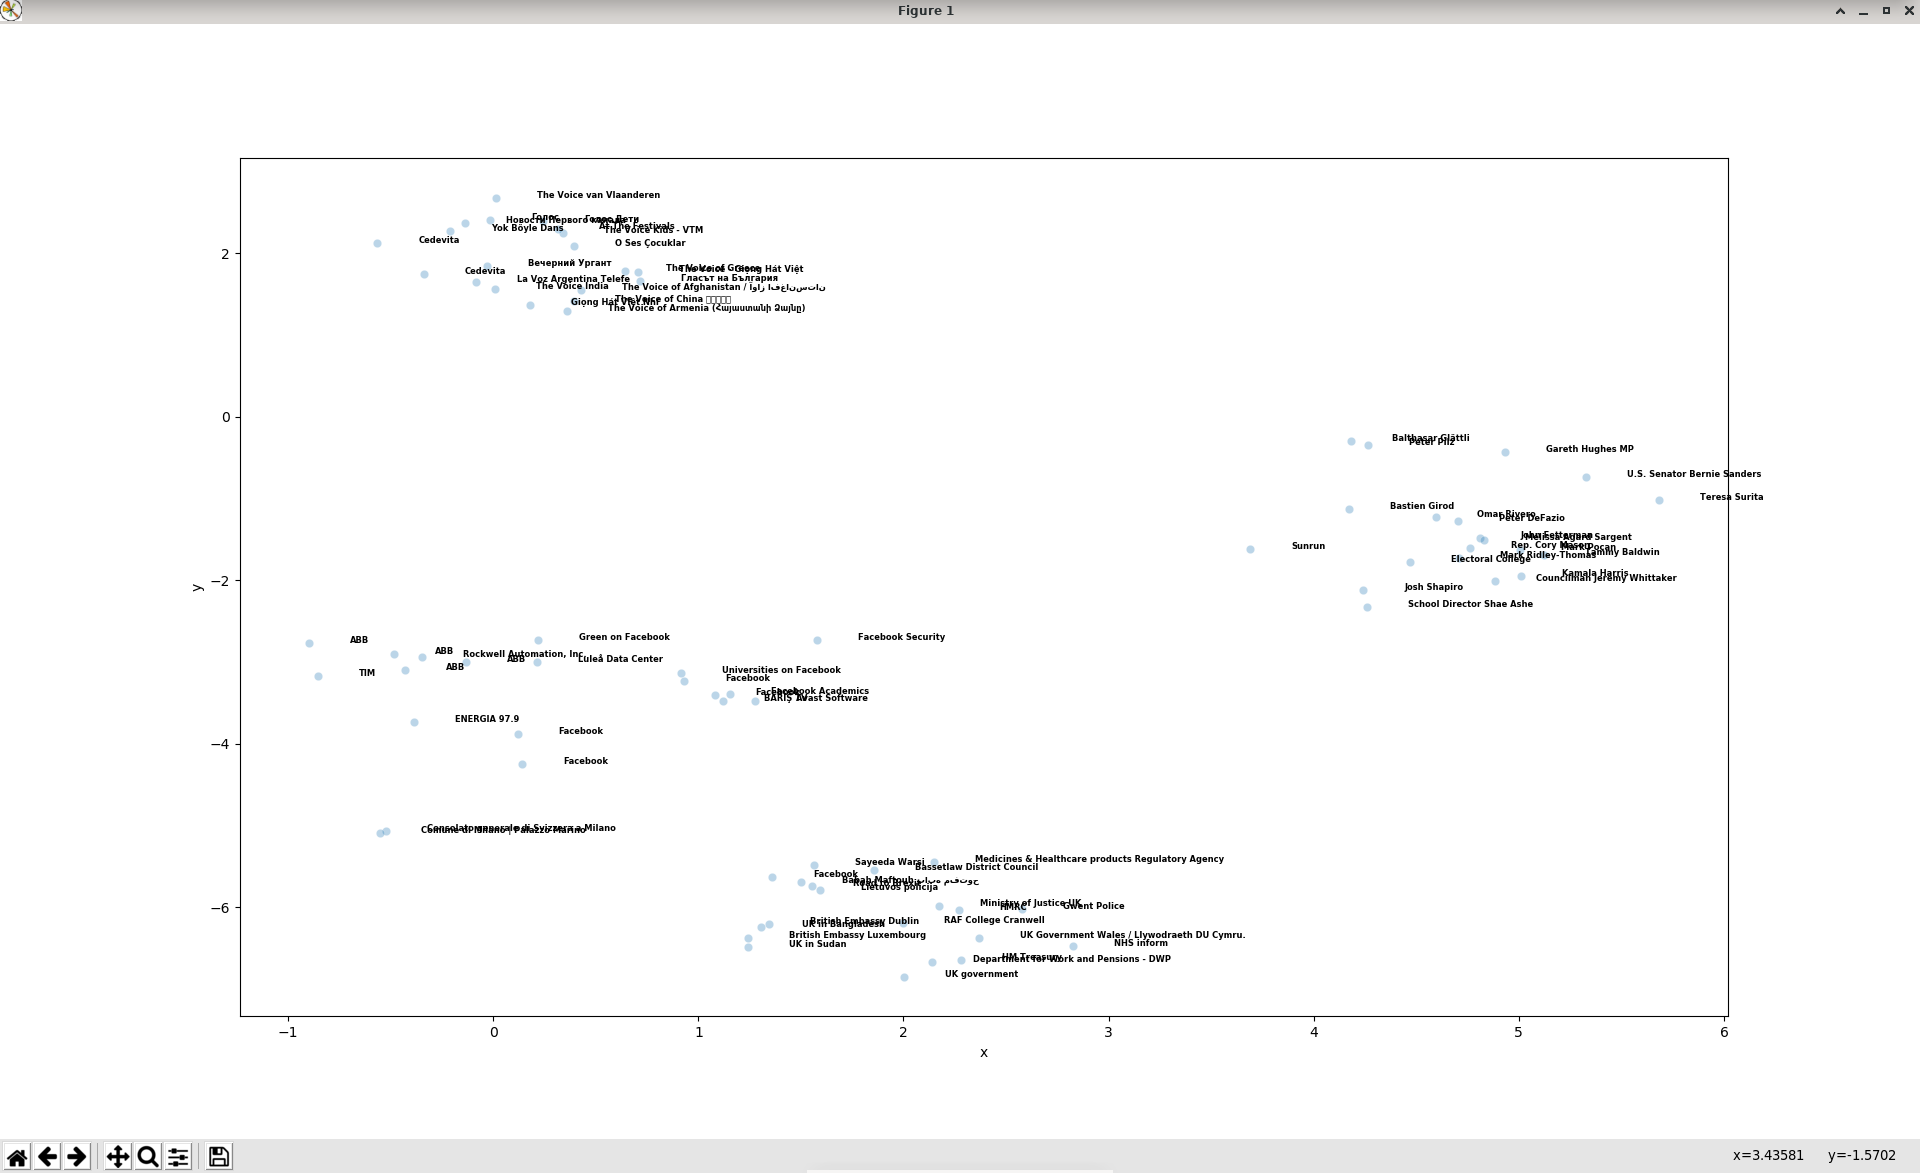 Figure 1
The Voice van Vlaanderen
Голос
Голос Дети
Новости Первого канала
At The Festivals
Yok Böyle Dans
The Voice Kids - VTM
Cedevita
O Ses Çocuklar
Вечерний Ургант
The Voice of Greece
Giọng Hát Việt
Cedevita
Гласът на България
La Voz Argentina Telefe
The Voice India
The Voice of Afghanistan / آواز افغانستان
The Voice of China
Giọng Hát Việt Nhí
The Voice of Armenia (Հայաստանի Ձայնը)
2
0
−2
−4
−6
y
Balthasar Glättli
Peter Pilz
Gareth Hughes MP
U.S. Senator Bernie Sanders
Teresa Surita
Bastien Girod
Omar Rivero
Peter DeFazio
John Fetterman
Melissa Agard Sargent
Sunrun
Rep. Cory Mason
Mark Pocan
Tammy Baldwin
Mark Ridley-Thomas
Electoral College
Kamala Harris
Councilman Jeremy Whittaker
Josh Shapiro
School Director Shae Ashe
ABB
Green on Facebook
Facebook Security
ABB
Rockwell Automation, Inc.
ABB
Luleå Data Center
ABB
TIM
Universities on Facebook
Facebook
Facebook
Facebook Academics
BARIŞ TV
Avast Software
ENERGIA 97.9
Facebook
Facebook
Consolato generale di Svizzera a Milano
Comune di Milano | Palazzo Marino
Sayeeda Warsi
Medicines & Healthcare products Regulatory Agency
Bassetlaw District Council
Facebook
Lietuvos policija
Ministry of Justice UK
HMRC
Gwent Police
British Embassy Dublin
UK in Bangladesh
RAF College Cranwell
British Embassy Luxembourg
UK Government Wales / Llywodraeth DU Cymru.
UK in Sudan
NHS inform
HM Treasury
Department for Work and Pensions - DWP
UK government
−1 0 1 2 3 4 5 6
x
x=3.43581 y=-1.5702